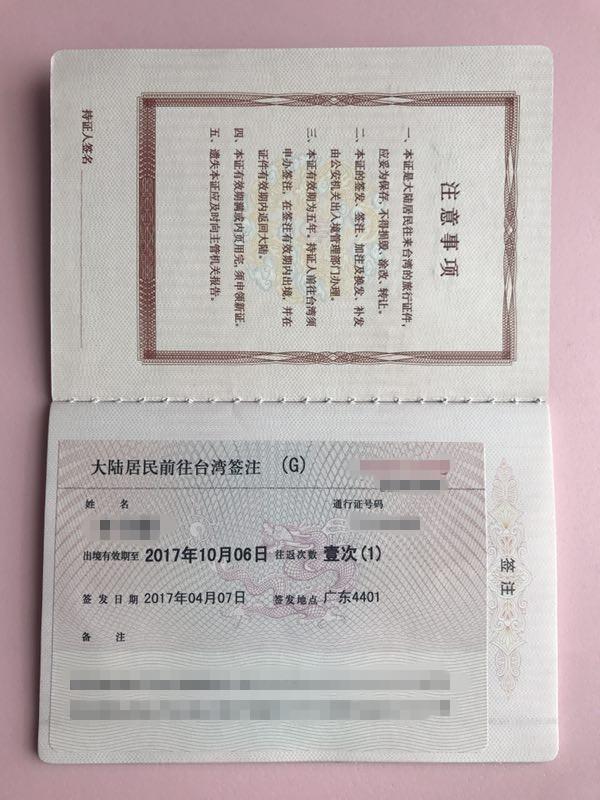 注意事项
一、本证是大陆居民往来台湾的旅行证件，
应妥为保存，不得损毁、涂改、转让。
二、本证的签发、签注、加注及换发、补发
由公安机关出入境管理部门办理。
三、本证有效期为五年。持证人前往台湾须
申办签注，在签注有效期内出境，并在
证件有效期内返回大陆。
四、本证有效期满或内页用完，须申领新证。
五、遗失本证应及时向主管机关报告。
持证人签名
大陆居民前往台湾签注 (G)
姓 名
通行证号码
出境有效期至 2017年10月06日 往返次数 壹次(1)
签发日期 2017年04月07日 签发地点 广东4401
备 注
签注